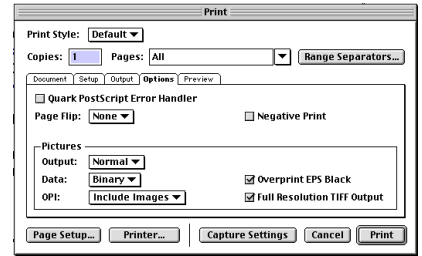 Print
Print Style: Default
Copies: 1 Pages: All Range Separators...
Document Setup Output Options Preview
Quark PostScript Error Handler
Page Flip: None Negative Print
Pictures
Output: Normal
Data: Binary Overprint EPS Black
OPI: Include Images Full Resolution TIFF Output
Page Setup... Printer... Capture Settings Cancel Print